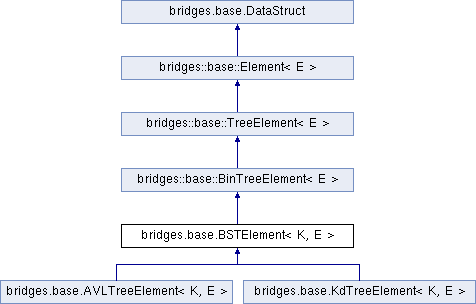 bridges.base.DataStruct
bridges::base::Element< E >
bridges::base::TreeElement< E >
bridges::base::BinTreeElement< E >
bridges.base.BSTElement< K, E >
bridges.base.AVLTreeElement< K, E >
bridges.base.KdTreeElement< K, E >